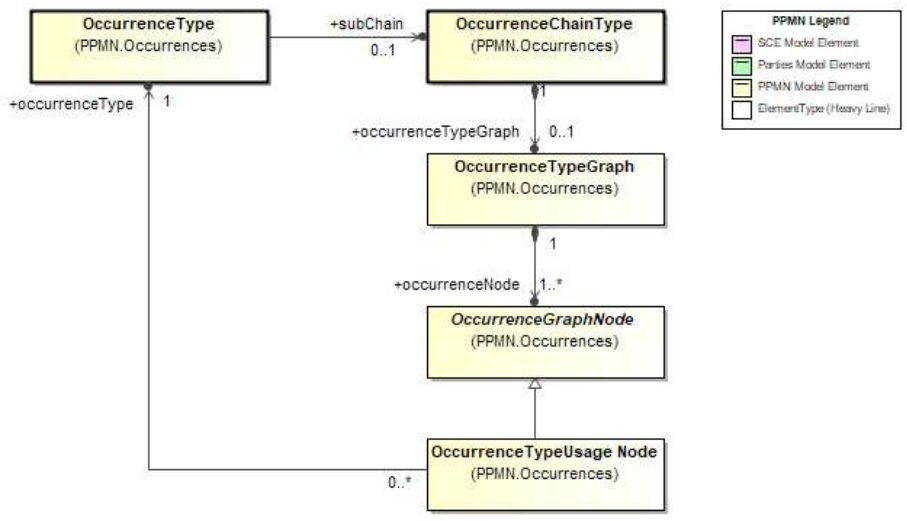 OccurrenceType
(PPMN.Occurrences)
+subChain
0..1
OccurrenceChainType
(PPMN.Occurrences)
PPMN Legend
SCE Model Element
Parties Model Element
PPMN Model Element
ElementType (Heavy Line)
+occurrenceType
1
1
+occurrenceTypeGraph
0..1
OccurrenceTypeGraph
(PPMN.Occurrences)
1
+occurrenceNode
1..*
OccurrenceGraphNode
(PPMN.Occurrences)
OccurrenceTypeUsage Node
(PPMN.Occurrences)
0..*